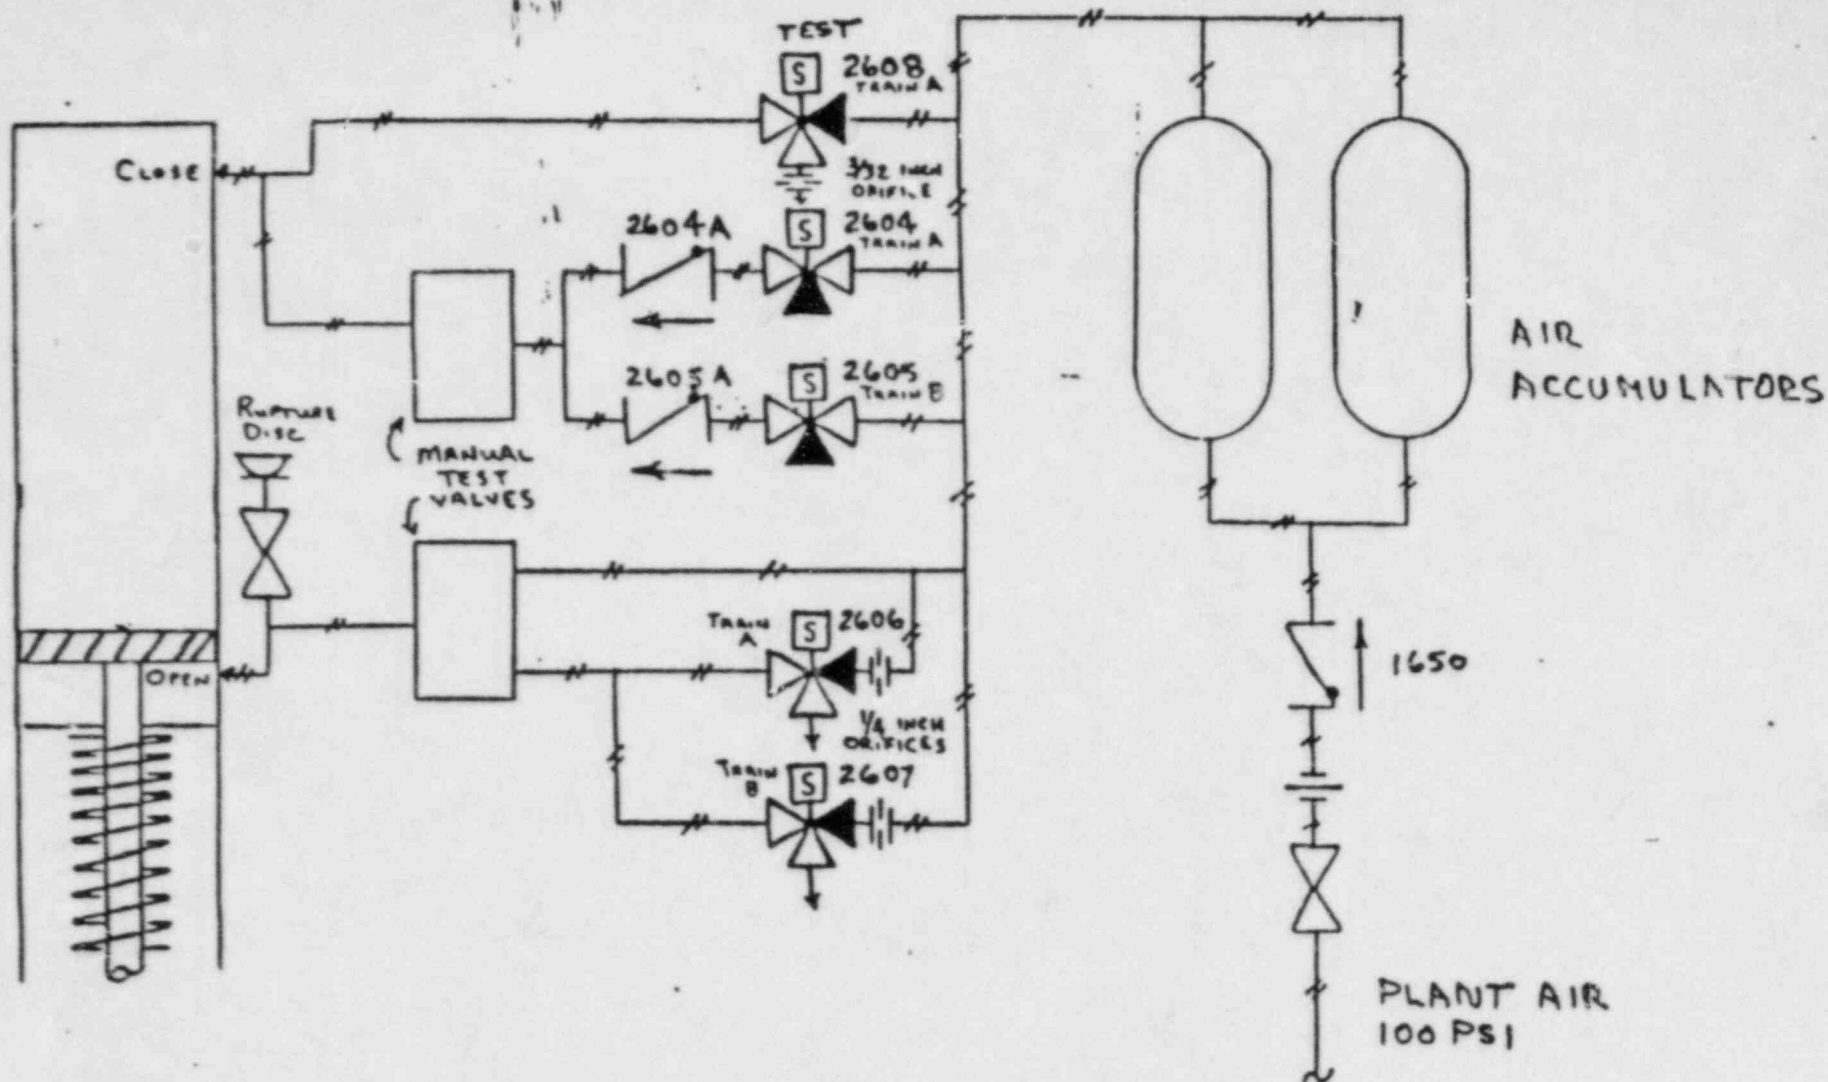 TEST
S
2608
TRAIN A
CLOSE
3/32 INCH
ORIFICE
2604A
S
2604
TRAIN A
2605A
S
2605
TRAIN B
AIR
ACCUMULATORS
RUPTURE
DISC
MANUAL
TEST
VALVES
TRAIN
A
S
2606
OPEN
1650
1/4 INCH
ORIFICES
TRAIN
B
S
2607
PLANT AIR
100 PSI